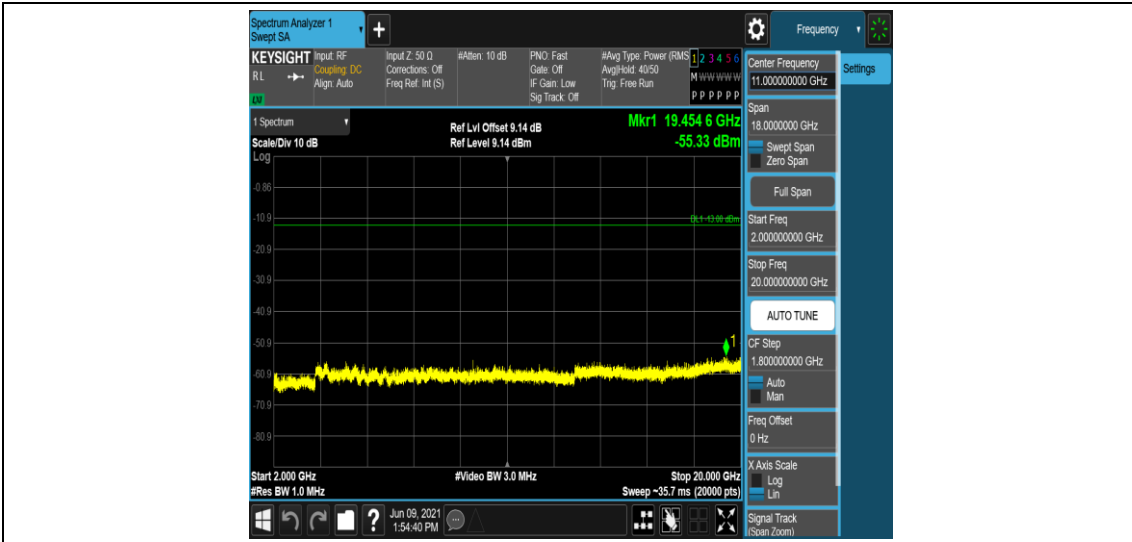 Spectrum Analyzer 1
Swept SA
+
Frequency
KEYSIGHT
RL
LXI
Input: RF
Coupling: DC
Align: Auto
Input Z: 50 Ω
Corrections: Off
Freq Ref: Int (S)
#Atten: 10 dB
PNO: Fast
Gate: Off
IF Gain: Low
Sig Track: Off
#Avg Type: Power (RMS
Avg|Hold: 40/50
Trig: Free Run
1 2 3 4 5 6
M W W W W W
P P P P P P
1 Spectrum
Scale/Div 10 dB
Log
Ref Lvl Offset 9.14 dB
Ref Level 9.14 dBm
Mkr1 19.454 6 GHz
-55.33 dBm
-0.86
-10.9
DL1 -13.00 dBm
-20.9
-30.9
-40.9
-50.9
1
-60.9
-70.9
-80.9
Start 2.000 GHz
#Res BW 1.0 MHz
#Video BW 3.0 MHz
Stop 20.000 GHz
Sweep ~35.7 ms (20000 pts)
?
Jun 09, 2021
1:54:40 PM
Center Frequency
11.000000000 GHz
Settings
Span
18.0000000 GHz
Swept Span
Zero Span
Full Span
Start Freq
2.000000000 GHz
Stop Freq
20.000000000 GHz
AUTO TUNE
CF Step
1.800000000 GHz
Auto
Man
Freq Offset
0 Hz
X Axis Scale
Log
Lin
Signal Track
(Span Zoom)